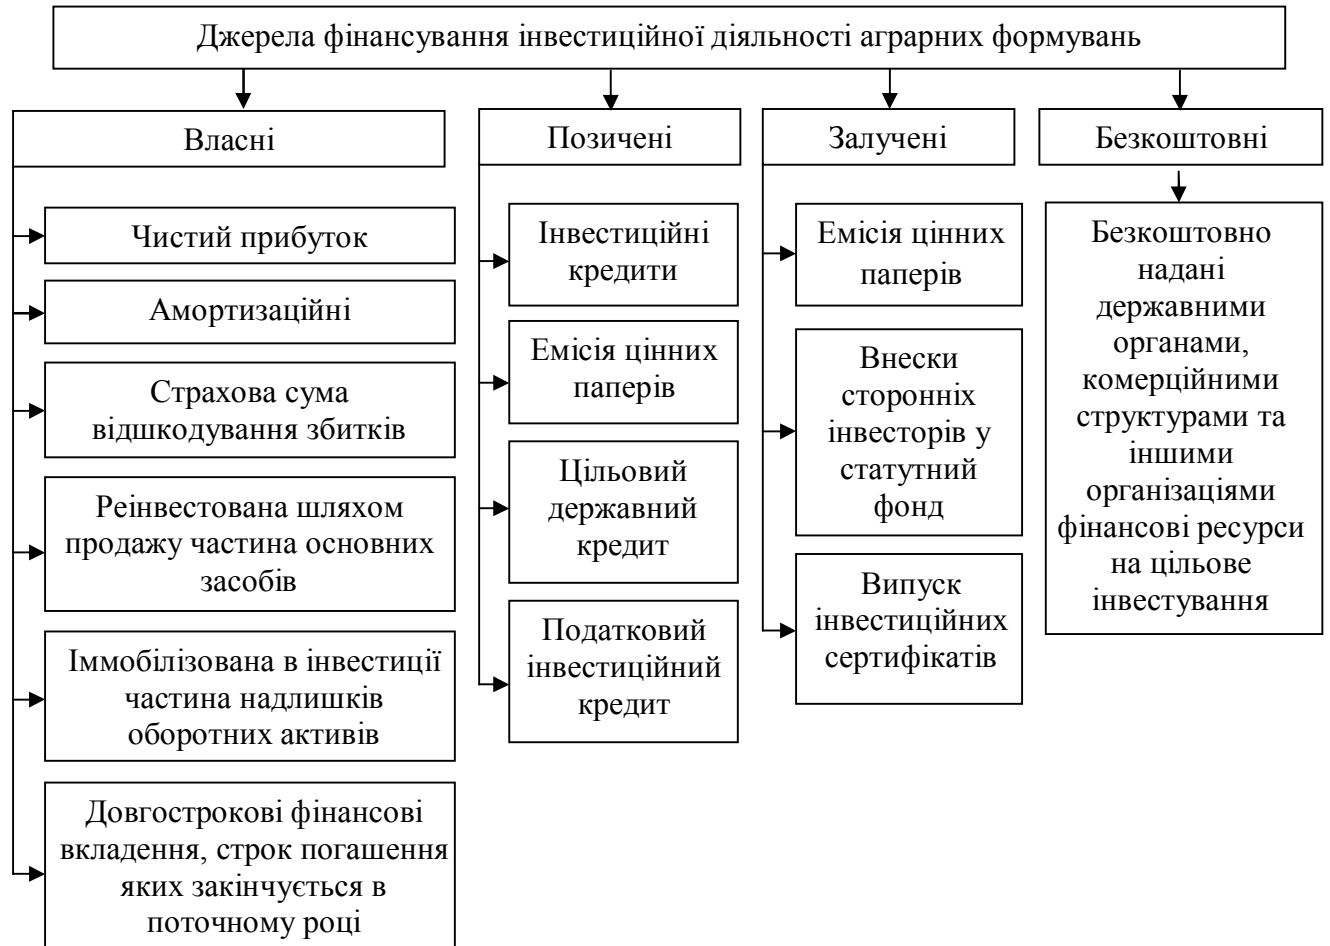 Джерела фінансування інвестиційної діяльності аграрних формувань
Власні
Чистий прибуток
Амортизаційні
Страхова сума
відшкодування збитків
Реінвестована шляхом
продажу частина основних
засобів
Іммобілізована в інвестиції
частина надлишків
оборотних активів
Довгострокові фінансові
вкладення, строк погашення
яких закінчується в
поточному році
Позичені
Інвестиційні
кредити
Емісія цінних
паперів
Цільовий
державний
кредит
Податковий
інвестиційний
кредит
Залучені
Емісія цінних
паперів
Внески
сторонніх
інвесторів у
статутний
фонд
Випуск
інвестиційних
сертифікатів
Безкоштовні
Безкоштовно
надані
державними
органами,
комерційними
структурами та
іншими
організаціями
фінансові ресурси
на цільове
інвестування